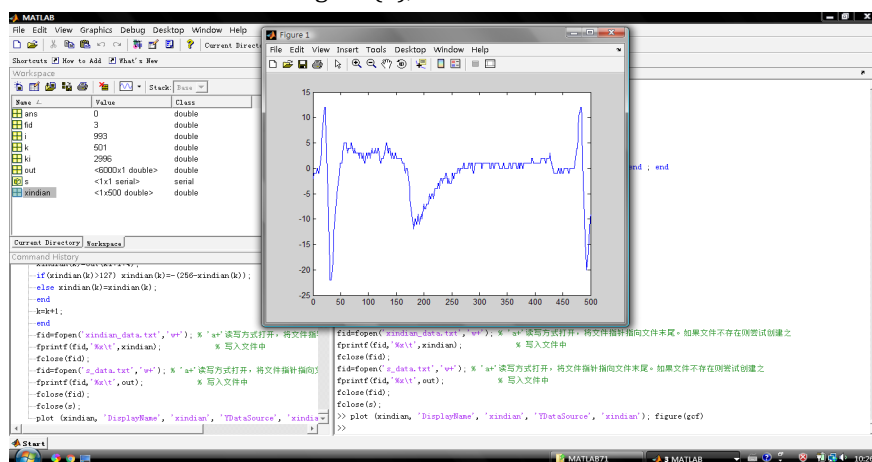 MATLAB
File Edit View Graphics Debug Desktop Window Help
Current Direct
Shortcuts How to Add What's New
Workspace
Stack: Base
Name Value Class
ans 0 double
fid 3 double
i 993 double
k 501 double
ki 2996 double
out <6000x1 double> double
s <1x1 serial> serial
xindian <1x500 double> double
Current Directory Workspace
Command History
if(xindian(k)>127) xindian(k)=-(256-xindian(k));
else xindian(k)=xindian(k);
end
k=k+1;
end
fid=fopen('xindian_data.txt','w+'); % 'a+'读写方式打开，将文件指
fprintf(fid,'%x\t',xindian); % 写入文件中
fclose(fid);
fid=fopen('s_data.txt','w+'); % 'a+'读写方式打开，将文件指针指向文
fprintf(fid,'%x\t',out); % 写入文件中
fclose(fid);
fclose(s);
plot (xindian, 'DisplayName', 'xindian', 'YDataSource', 'xindia
Figure 1
File Edit View Insert Tools Desktop Window Help
15
10
5
0
-5
-10
-15
-20
-25
0 50 100 150 200 250 300 350 400 450 500
end ; end
fid=fopen('xindian_data.txt','w+'); % 'a+'读写方式打开，将文件指针指向文件末尾。如果文件不存在则尝试创建之
fprintf(fid,'%x\t',xindian); % 写入文件中
fclose(fid);
fid=fopen('s_data.txt','w+'); % 'a+'读写方式打开，将文件指针指向文件末尾。如果文件不存在则尝试创建之
fprintf(fid,'%x\t',out); % 写入文件中
fclose(fid);
fclose(s);
>> plot (xindian, 'DisplayName', 'xindian', 'YDataSource', 'xindian'); figure(gcf)
>>
Start
MATLAB71 3 MATLAB 10:26